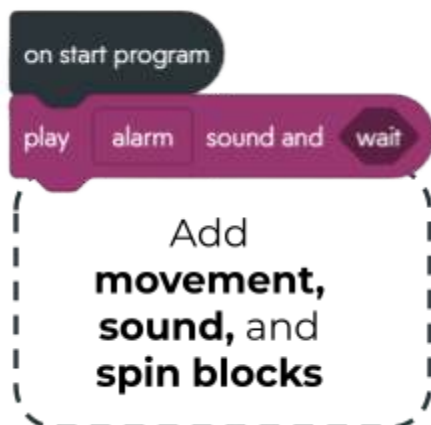 on start program
play alarm sound and wait
Add
movement,
sound, and
spin blocks